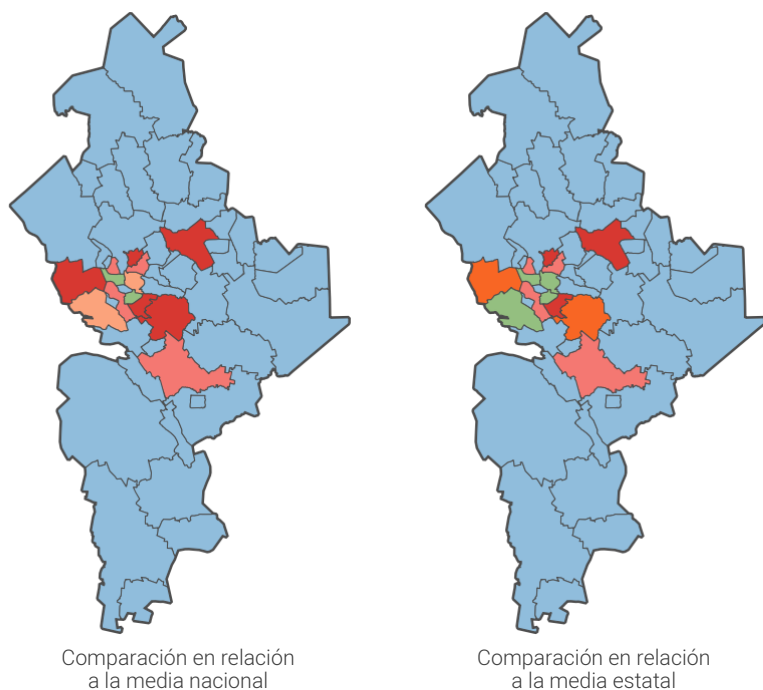 Comparación en relación
a la media nacional
Comparación en relación
a la media estatal